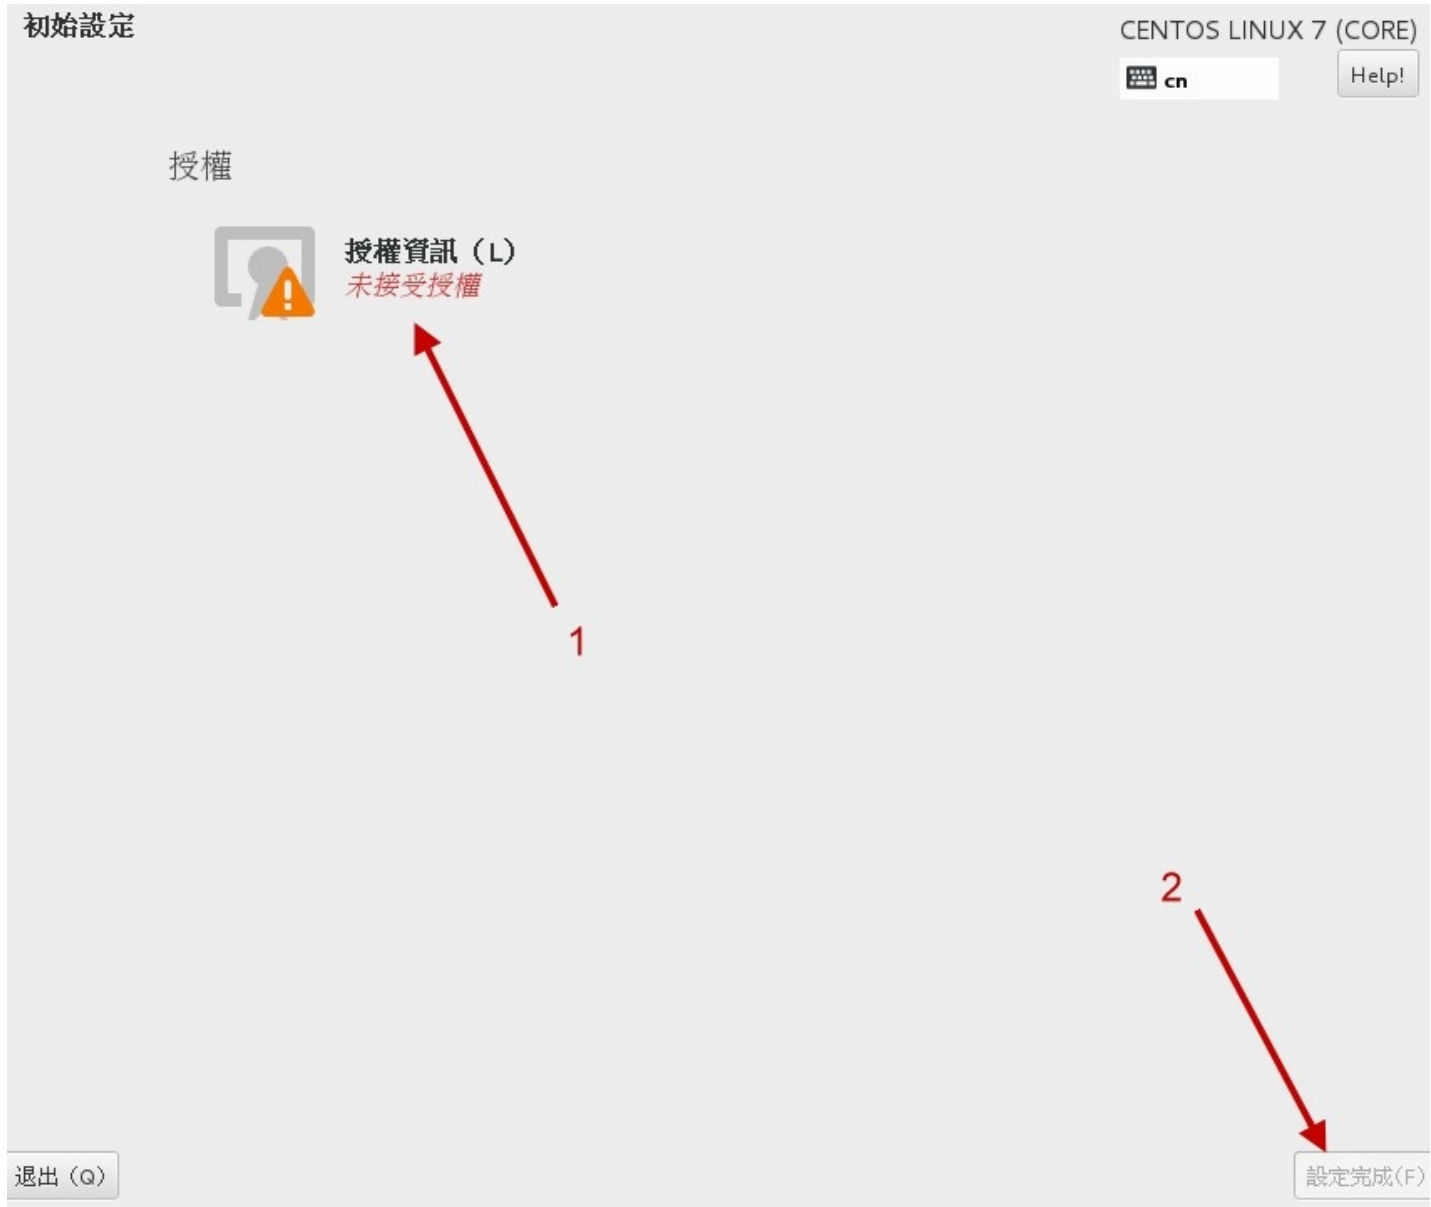 初始設定
CENTOS LINUX 7 (CORE)
cn
Help!
授權
授權資訊（L）
未接受授權
1
2
退出（Q）
設定完成(F)